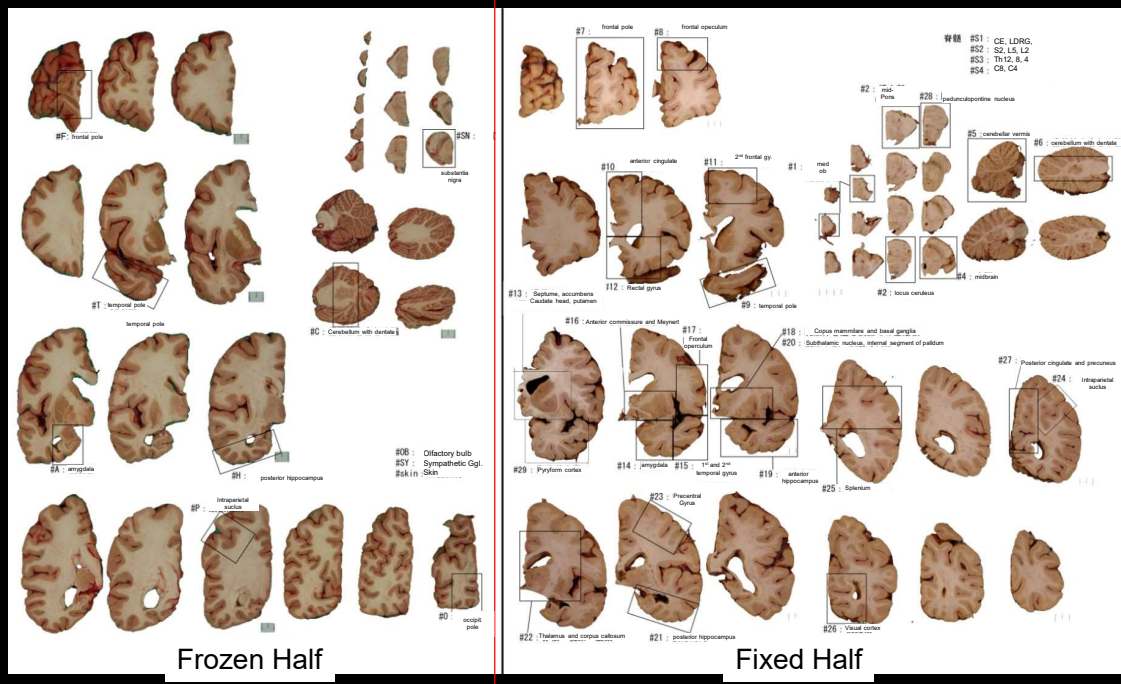 #F : frontal pole
#SN :
substantia
nigra
#T : temporal pole
temporal pole
#C : Cerebellum with dentate
#A : amygdala
#H :
posterior hippocampus
#OB : Olfactory bulb
#SY : Sympathetic Ggl.
#skin : Skin
#P :
Intraparietal
suclus
#O :
occipit.
pole
Frozen Half
#7 :
frontal pole
#8 :
frontal operculum
脊髄 #S1 : CE, LDRG,
#S2 : S2, L5, L2
#S3 : Th12, 8, 4
#S4 : C8, C4
#2 :
mid-
Pons
#28 :
pedunculopontine nucleus
#5 : cerebellar vermis
#6 : cerebellum with dentate
#10
anterior cingulate
#11 :
2nd frontal gy.
#1 :
med
ob
#13 : Septume, accumbens
Caudate head, putamen
#12 : Rectal gyrus
#9 : temporal pole
#2 : locus ceruleus
#4 : midbrain
#16 : Anterior commissure and Meynert
#17 :
Frontal
operculum
#18 : Copus mammilare and basal ganglia
#20 : Subthalamic nucleus, internal segment of palldum
#27 :
Posterior cingulate and precuneus
#24 :
Intraparietal
suclus
#29 : Pyryform cortex
#14 : amygdala
#15 : 1st and 2nd
temporal gyrus
#19 : anterior
hippocampus
#25 : Splenium
#23 : Precentral
Gyrus
#22 : Thalamus and corpus callosum
#21 : posterior hippocampus
#26 : Visual cortex
Fixed Half